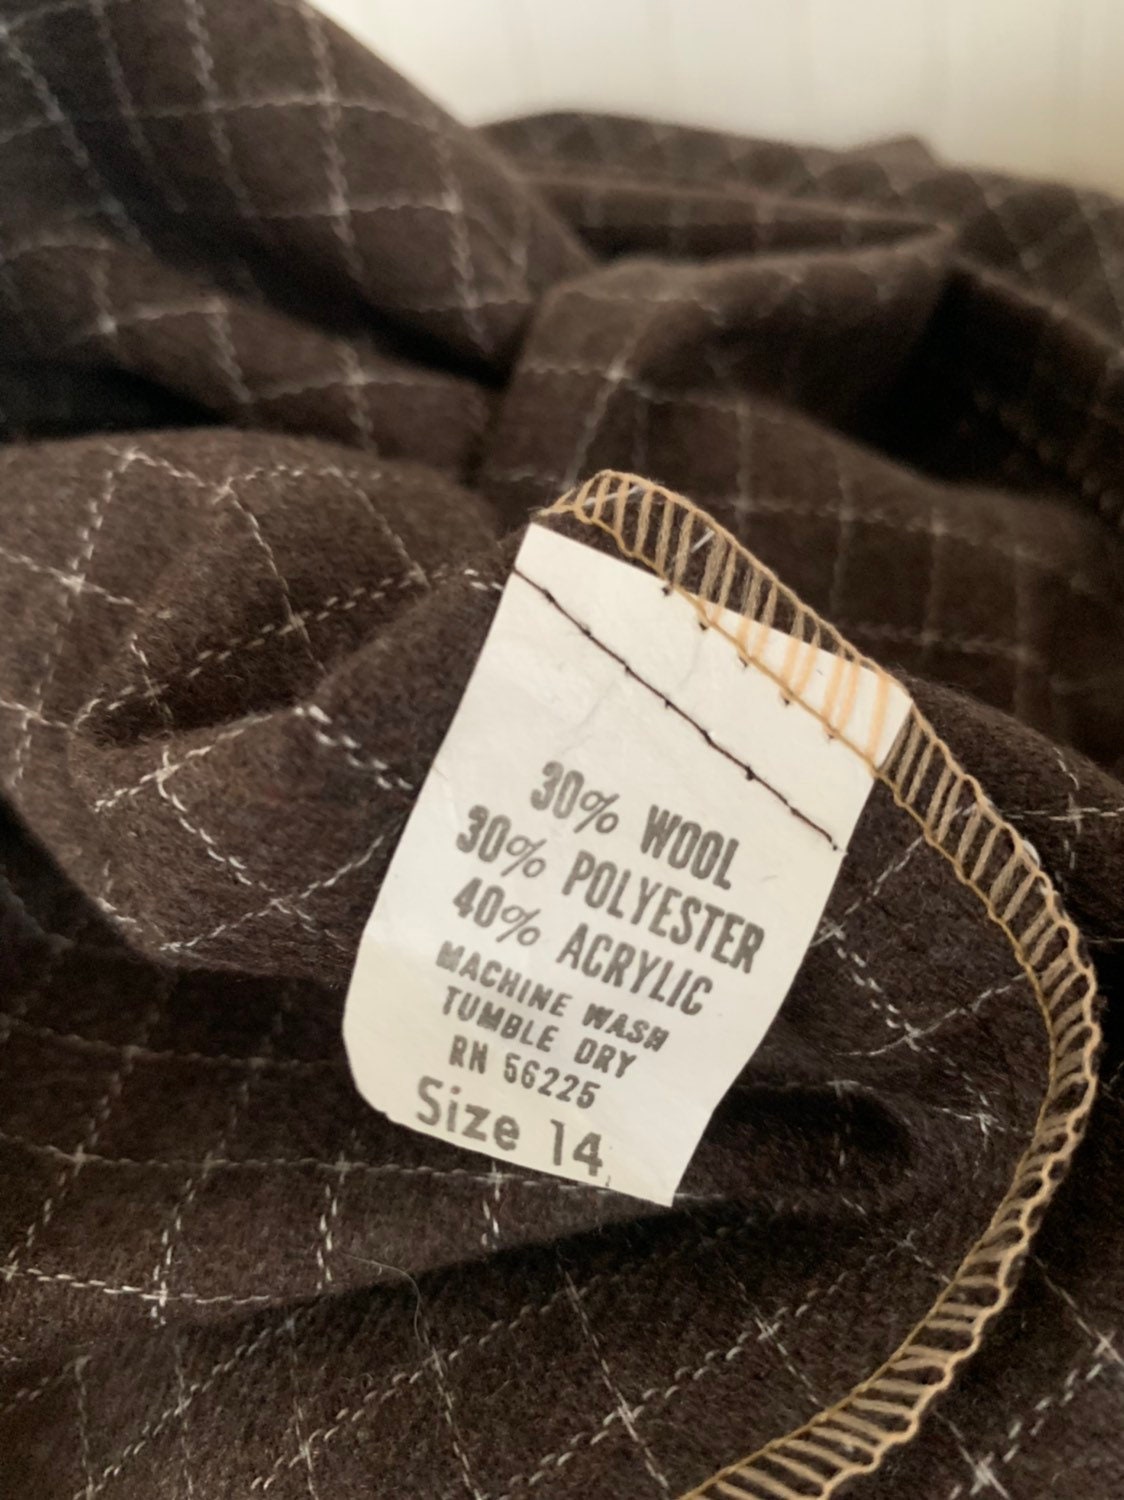 30% WOOL
30% POLYESTER
40% ACRYLIC
MACHINE WASH
TUMBLE DRY
RN 56225
Size 14